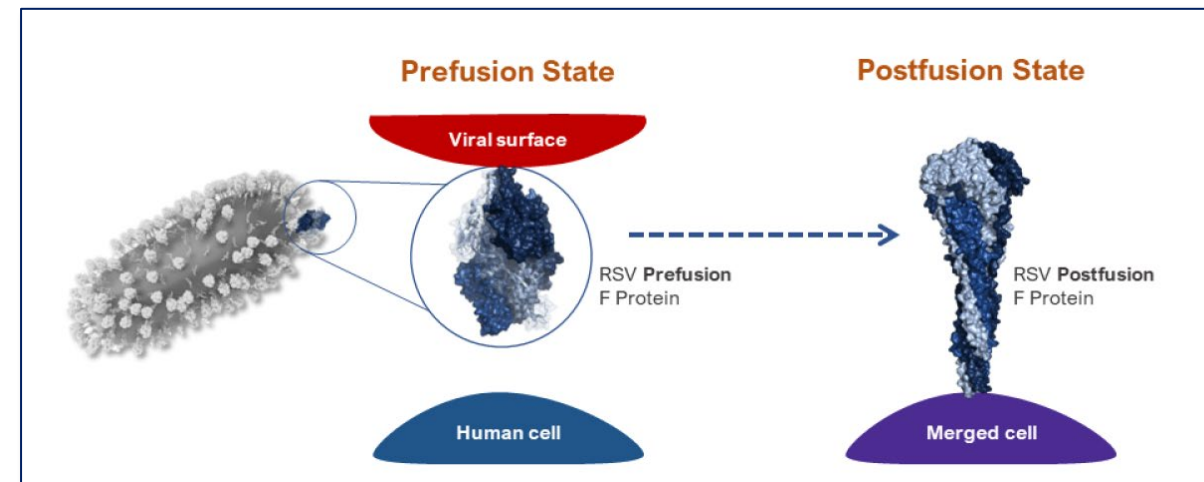 Prefusion State
Postfusion State
Viral surface
RSV Prefusion
F Protein
RSV Postfusion
F Protein
Human cell
Merged cell